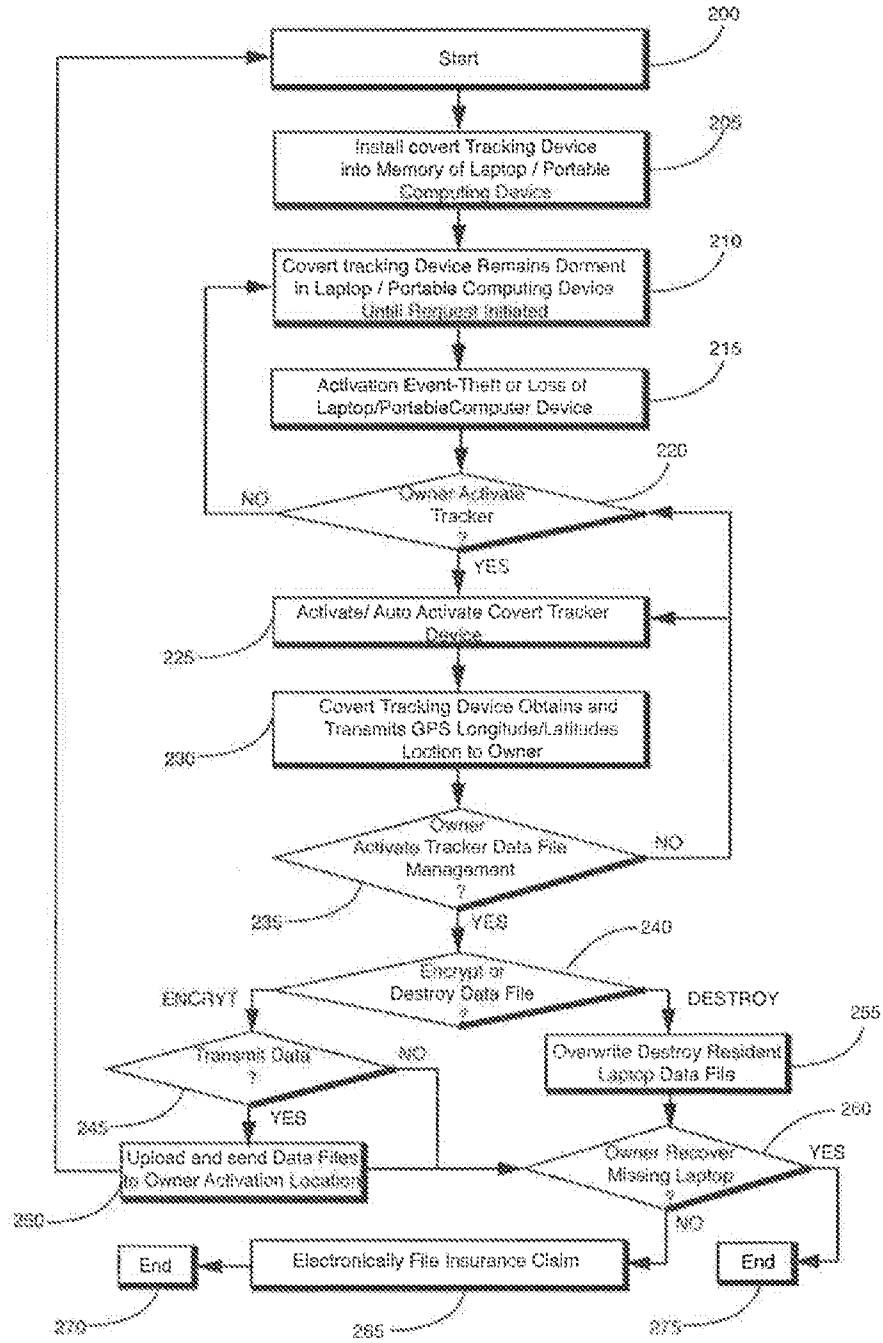 200
Start
205
Install covert Tracking Device
into Memory of Laptop / Portable
Computing Device
210
Covert tracking Device Remains Dorment
in Laptop / Portable Computing Device
Untill Request Initiated
215
Activation Event-Theft or Loss of
Laptop/PortableComputer Device
220
NO
Owner Activate
Tracker
?
YES
Activate/ Auto Activate Covert Tracker
Device
225
Covert Tracking Device Obtains and
Transmits GPS Longitude/Latitudes
Loction to Owner
230
Owner
Activate Tracker Data File
Management
?
NO
235
YES
240
Encrypt or
Destroy Data File
?
ENCRYT
DESTROY
255
Transmit Data
?
NO
Overwrite Destroy Resident
Laptop Data File
245
YES
260
Upload and send Data Files
to Owner Activation Location
Owner Recover
Missing Laptop
?
YES
250
NO
End
Electronically File Insurance Claim
End
270
265
275